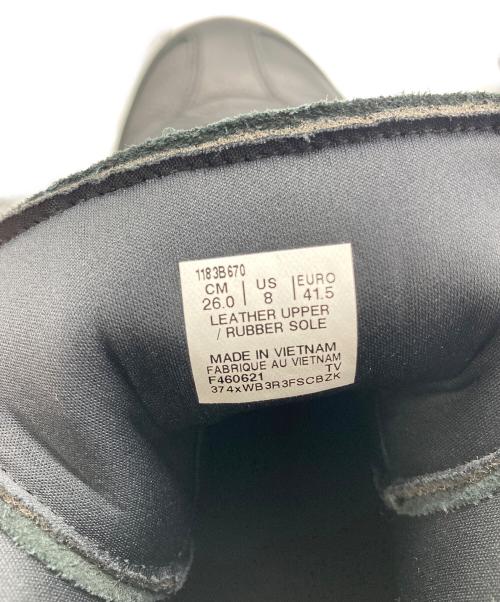 1183B670
CM | US | EURO
26.0 | 8 | 41.5
LEATHER UPPER
/ RUBBER SOLE
MADE IN VIETNAM
FABRIQUE AU VIETNAM
F460621 TV
374xWB3R3FSCBZK